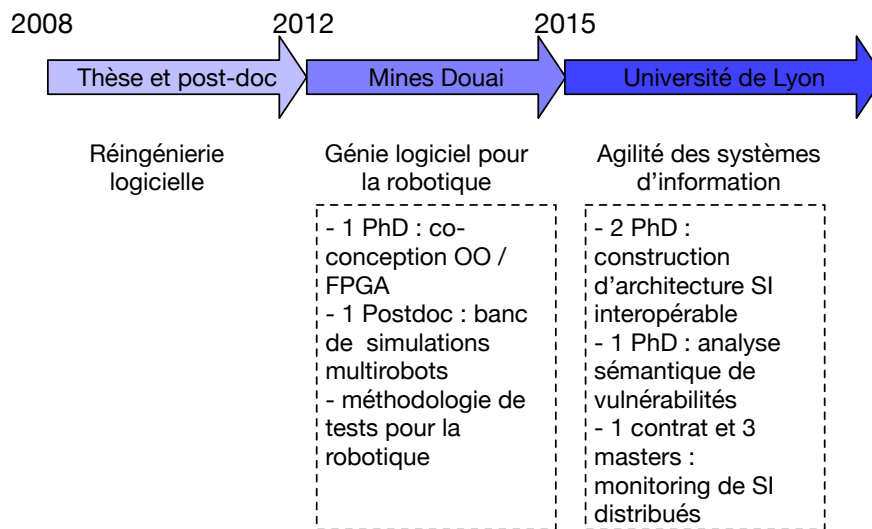 2008
2012
2015
Thèse et post-doc
Mines Douai
Université de Lyon
Réingénierie
logicielle
Génie logiciel pour
la robotique
- 1 PhD : co-
conception OO /
FPGA
- 1 Postdoc : banc
de simulations
multirobots
- méthodologie de
tests pour la
robotique
Agilité des systèmes
d’information
- 2 PhD :
construction
d’architecture SI
interopérable
- 1 PhD : analyse
sémantique de
vulnérabilités
- 1 contrat et 3
masters :
monitoring de SI
distribués